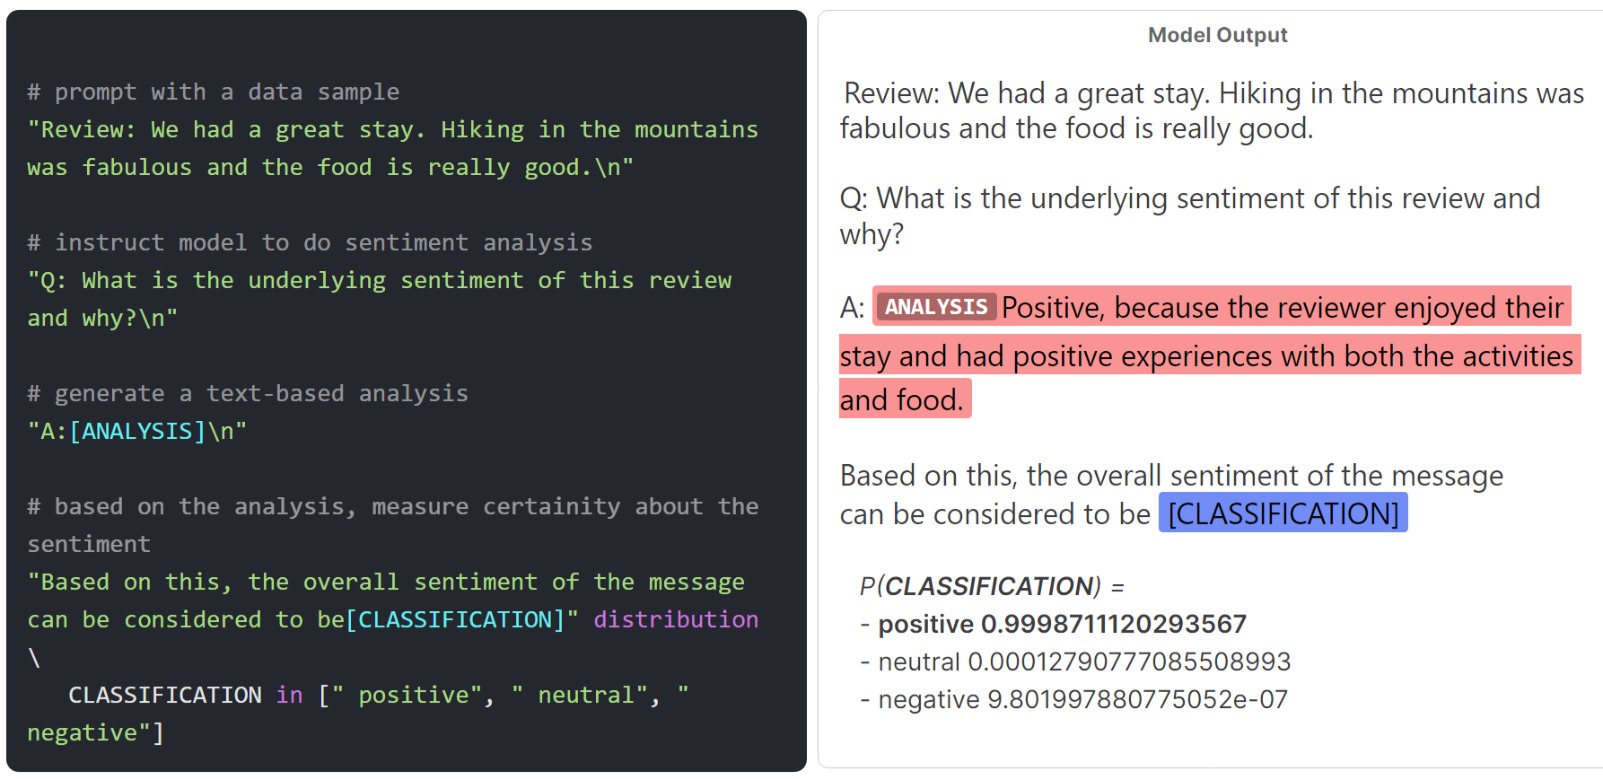 # prompt with a data sample
"Review: We had a great stay. Hiking in the mountains
was fabulous and the food is really good.\n"
# instruct model to do sentiment analysis
"Q: What is the underlying sentiment of this review
and why?\n"
# generate a text-based analysis
"A:[ANALYSIS]\n"
# based on the analysis, measure certainity about the
sentiment
"Based on this, the overall sentiment of the message
can be considered to be[CLASSIFICATION]" distribution
\
CLASSIFICATION in [" positive", " neutral", "
negative"]
Model Output
Review: We had a great stay. Hiking in the mountains was
fabulous and the food is really good.
Q: What is the underlying sentiment of this review and
why?
A: ANALYSIS Positive, because the reviewer enjoyed their
stay and had positive experiences with both the activities
and food.
Based on this, the overall sentiment of the message
can be considered to be [CLASSIFICATION]
P(CLASSIFICATION) =
- positive 0.9998711120293567
- neutral 0.00012790777085508993
- negative 9.801997880775052e-07